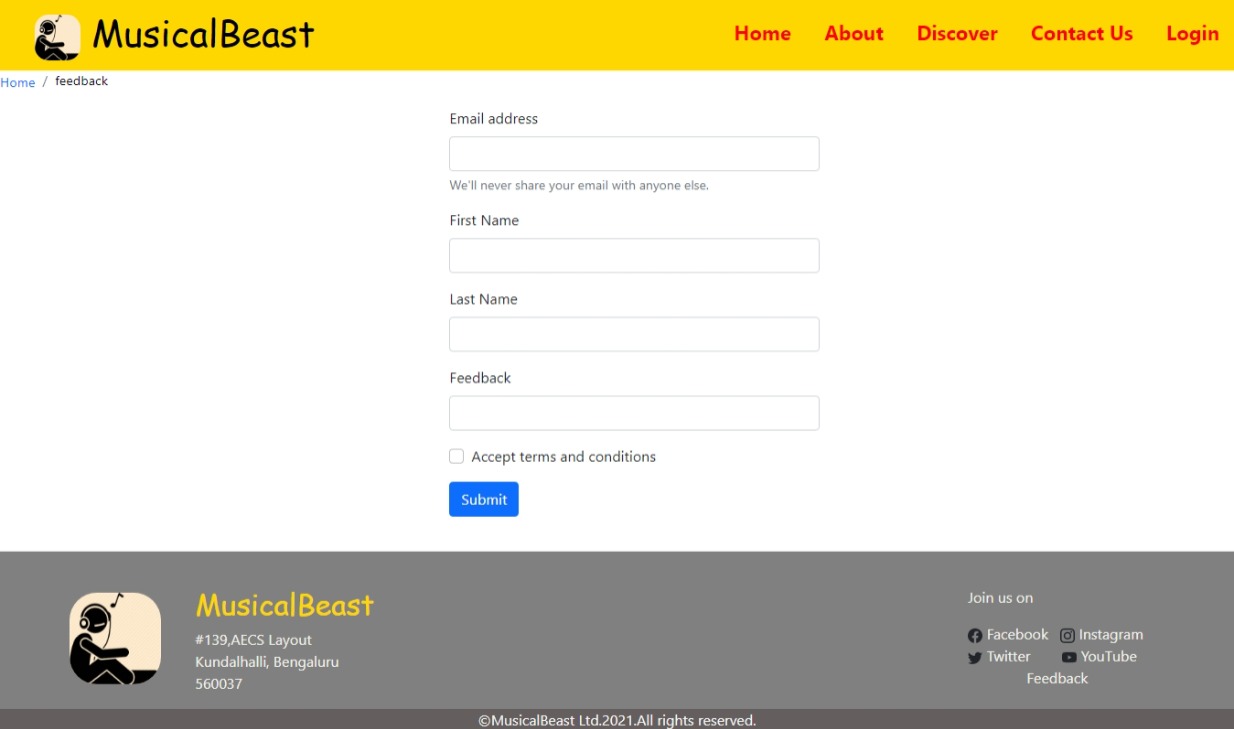 MusicalBeast Home About Discover Contact Us Login
Home / feedback
Email address
We'll never share your email with anyone else.
First Name
Last Name
Feedback
Accept terms and conditions
Submit
MusicalBeast
#139,AECS Layout
Kundalhalli, Bengaluru
560037
Join us on
Facebook Instagram
Twitter YouTube
Feedback
©MusicalBeast Ltd.2021.All rights reserved.